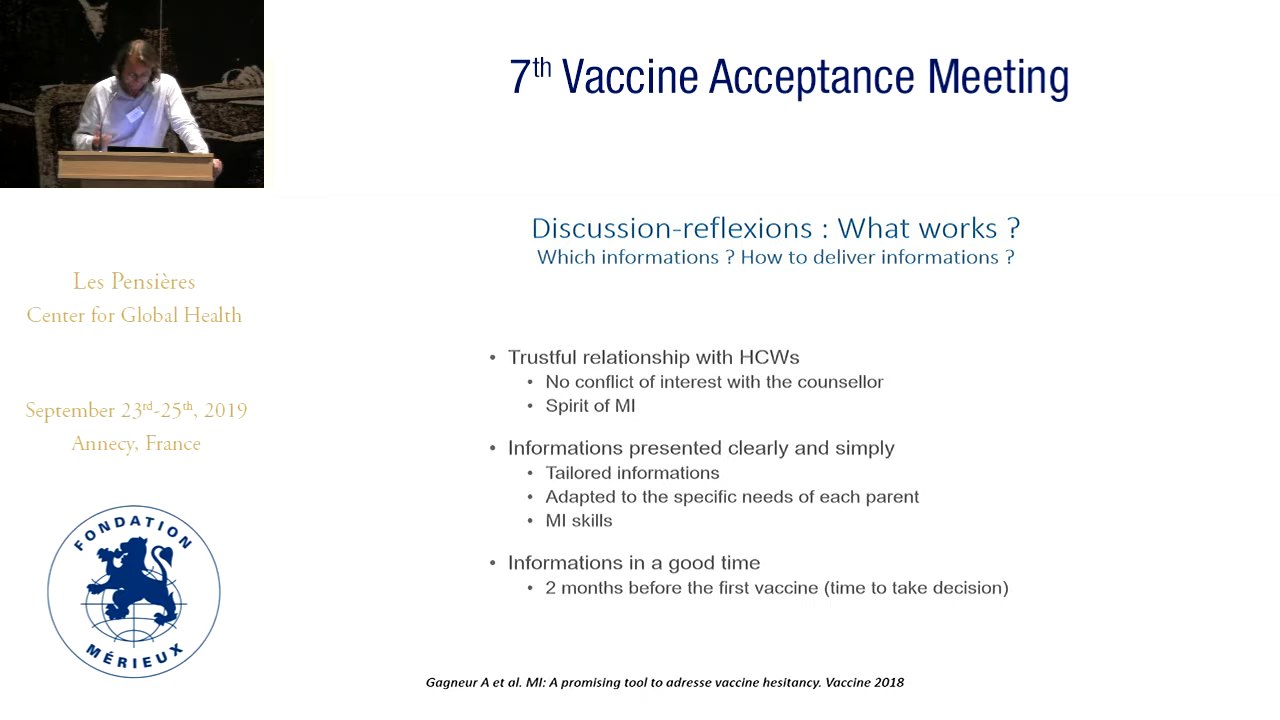 7th Vaccine Acceptance Meeting
Discussion-reflexions : What works ?
Which informations ? How to deliver informations ?
Les Pensières
Center for Global Health
September 23rd-25th, 2019
Annecy, France
FONDATION
MÉRIEUX
• Trustful relationship with HCWs
• No conflict of interest with the counsellor
• Spirit of MI
• Informations presented clearly and simply
• Tailored informations
• Adapted to the specific needs of each parent
• MI skills
• Informations in a good time
• 2 months before the first vaccine (time to take decision)
Gagneur A et al. MI: A promising tool to adresse vaccine hesitancy. Vaccine 2018